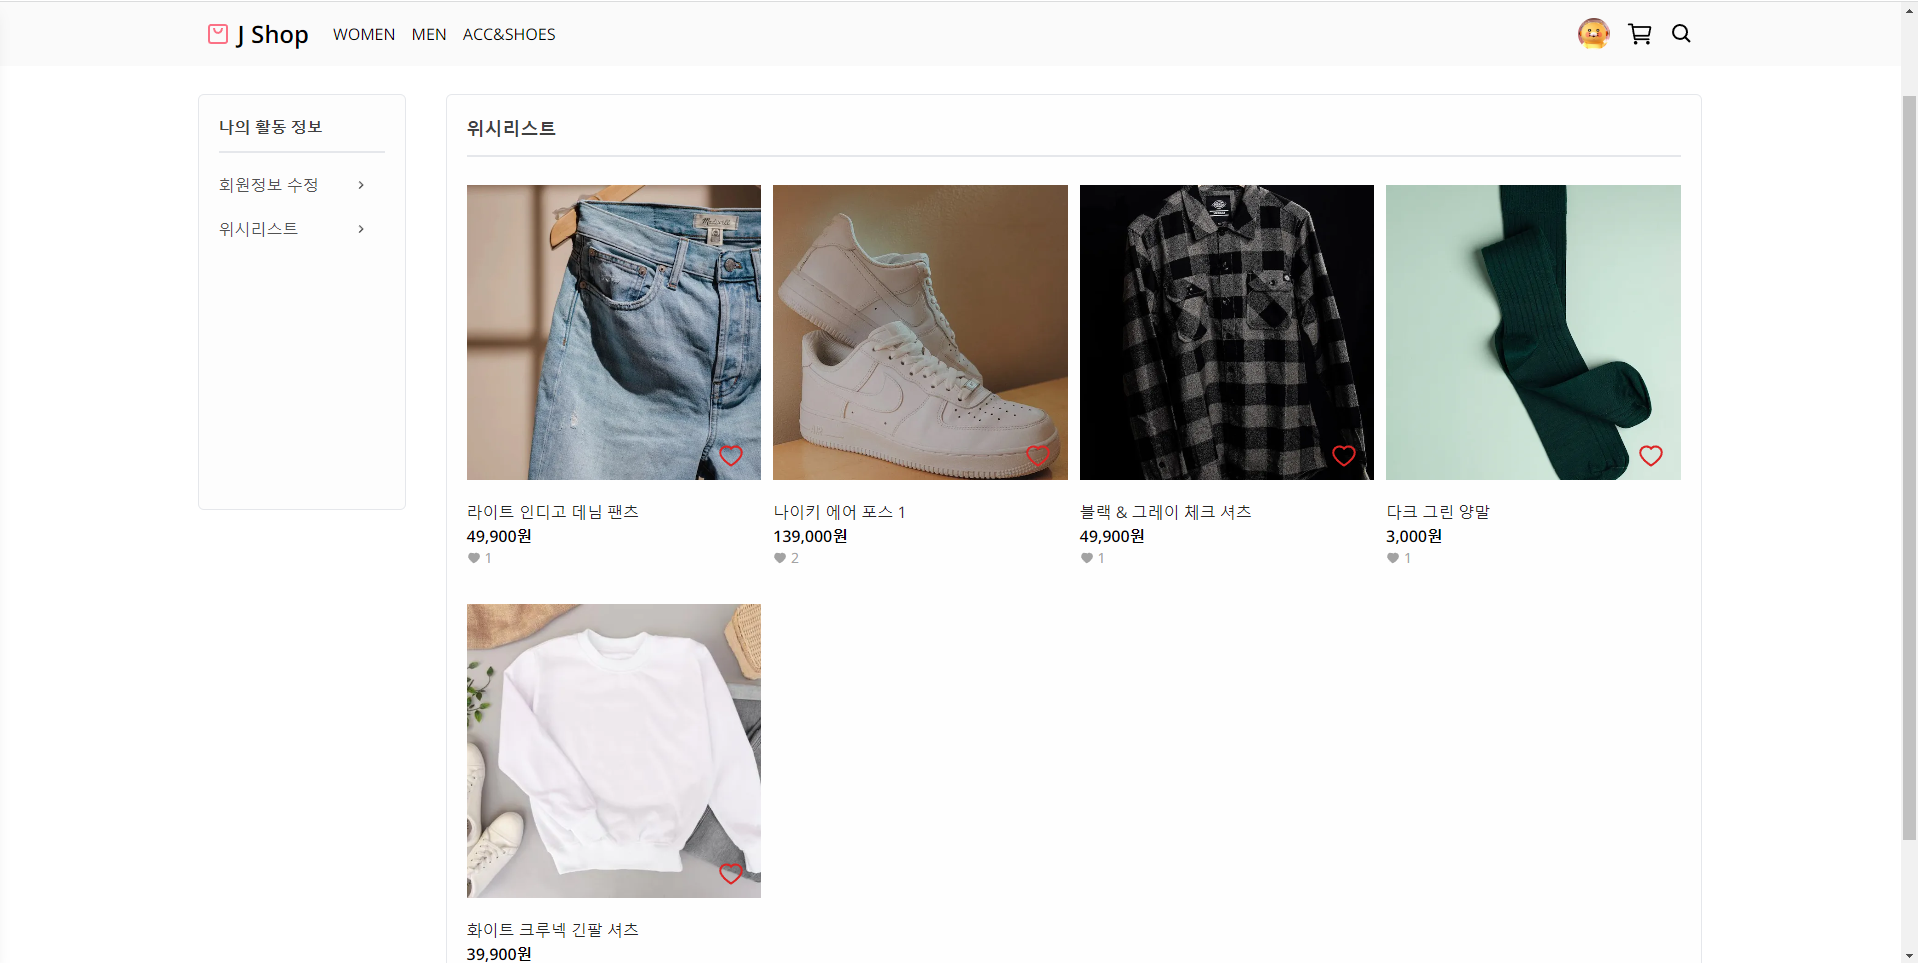 J Shop WOMEN MEN ACC&SHOES
나의 활동 정보
회원정보 수정
위시리스트
위시리스트
라이트 인디고 데님 팬츠
49,900원
1
나이키 에어 포스 1
139,000원
2
블랙 & 그레이 체크 셔츠
49,900원
1
다크 그린 양말
3,000원
1
화이트 크루넥 긴팔 셔츠
39,900원